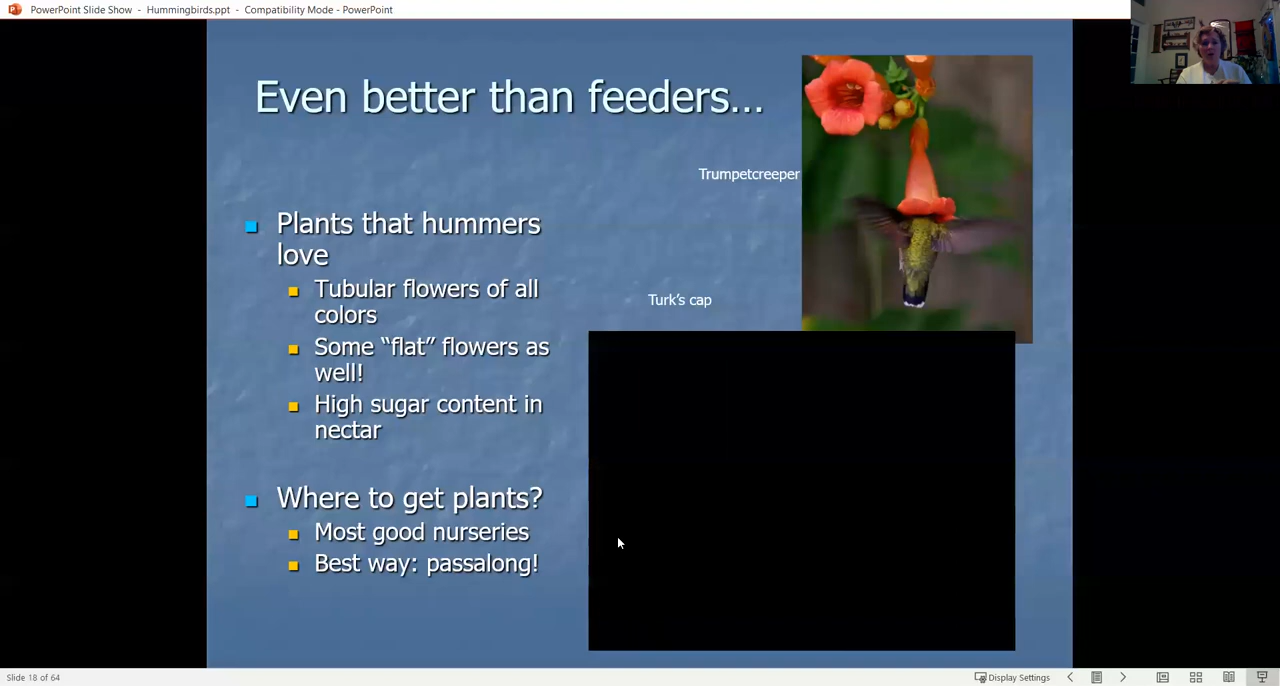 PowerPoint Slide Show - Hummingbirds.ppt - Compatibility Mode - PowerPoint
Even better than feeders…
Trumpetcreeper
Plants that hummers
love
Tubular flowers of all
colors
Turk’s cap
Some “flat” flowers as
well!
High sugar content in
nectar
Where to get plants?
Most good nurseries
Best way: passalong!
Slide 18 of 64
Display Settings